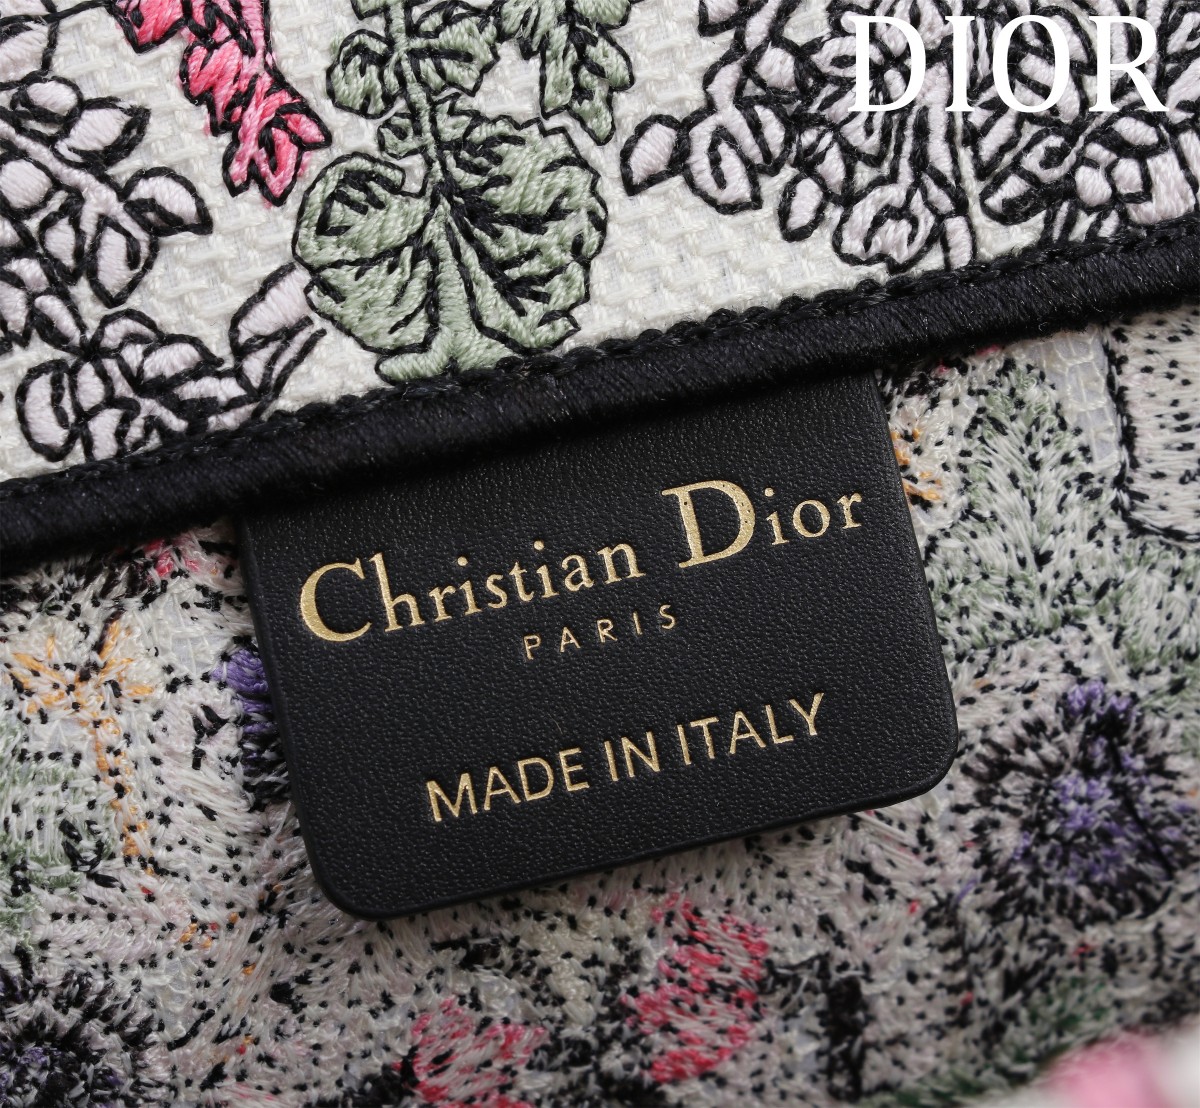 DIOR
Christian Dior
PARIS
MADE IN ITALY